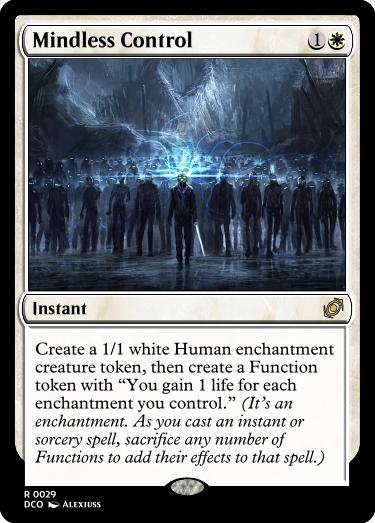 Mindless Control 1
Instant
Create a 1/1 white Human enchantment
creature token, then create a Function
token with “You gain 1 life for each
enchantment you control.” (It's an
enchantment. As you cast an instant or
sorcery spell, sacrifice any number of
Functions to add their effects to that spell.)
R 0029
DCO Alexiuss